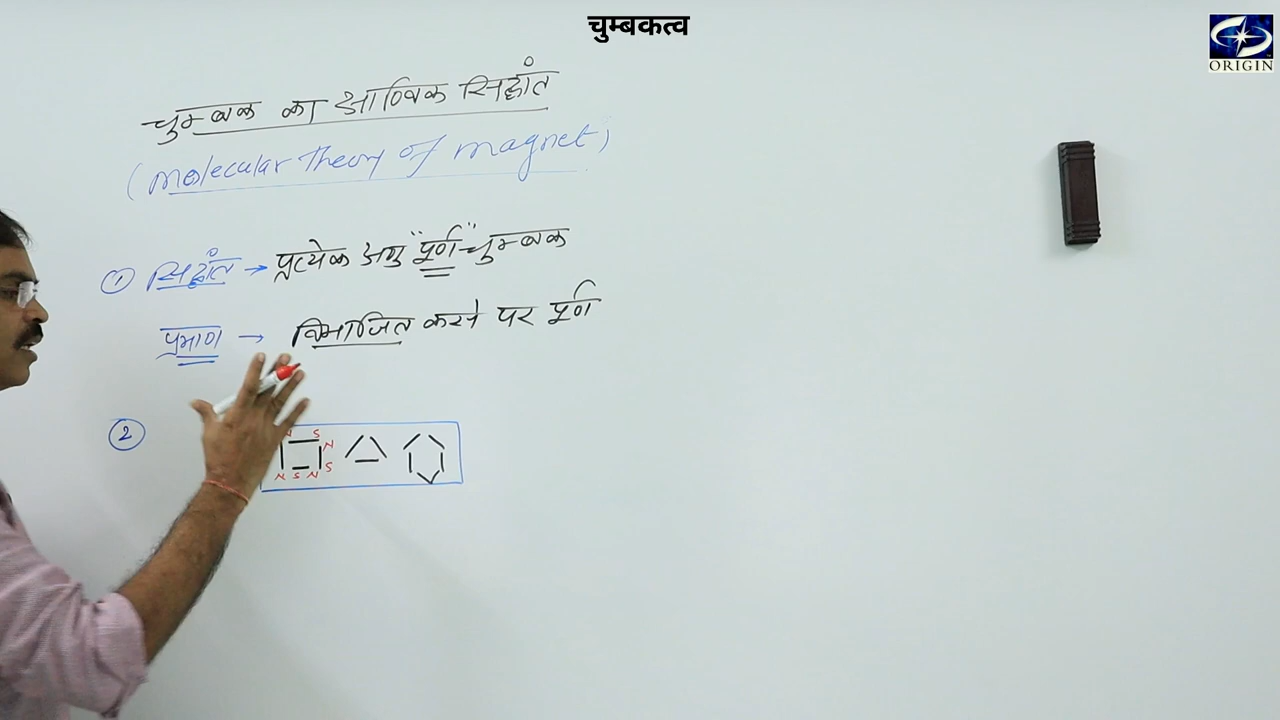 चुम्बकत्व
ORIGIN
चुम्बक का आण्विक सिद्धांत
(molecular Theory of magnet)
① सिद्धांत → प्रत्येक अणु "पूर्ण" चुम्बक
प्रमाण → विभाजित करने पर पूर्ण
②
S
N
S
N S N